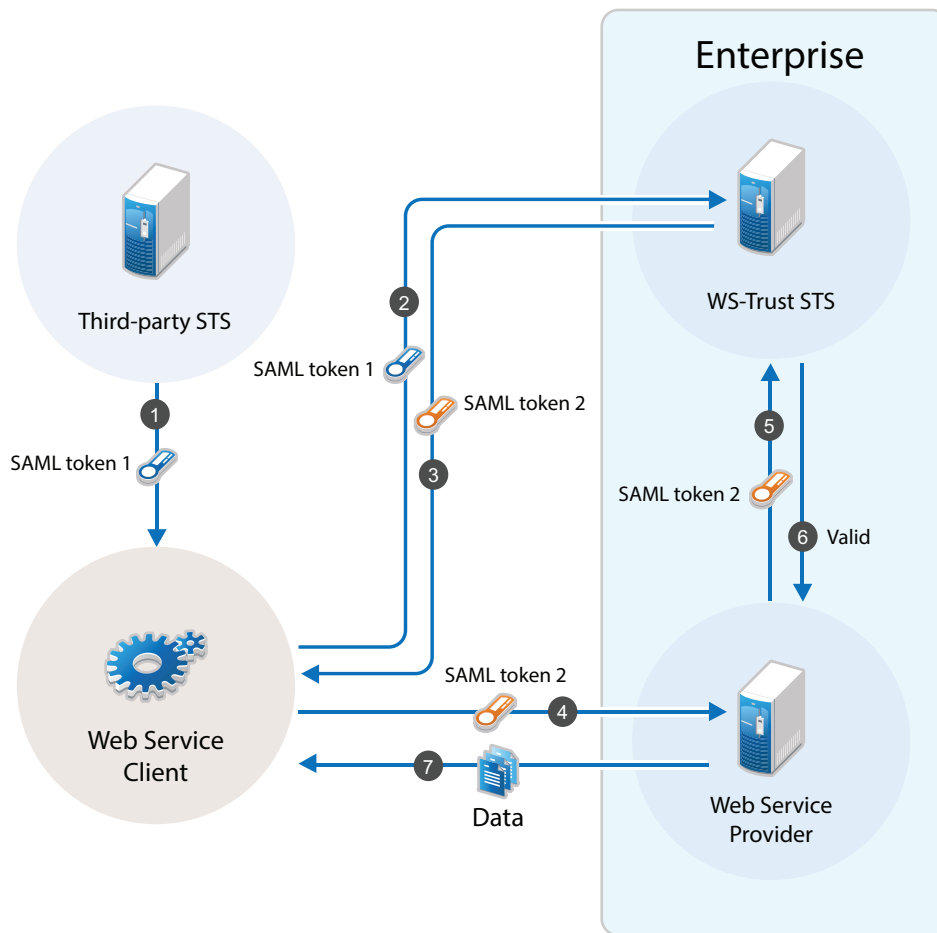 Enterprise
Third-party STS
WS-Trust STS
2
SAML token 1
SAML token 2
1
SAML token 1
3
5
SAML token 2
6 Valid
SAML token 2
4
Web Service
Client
7
Data
Web Service
Provider